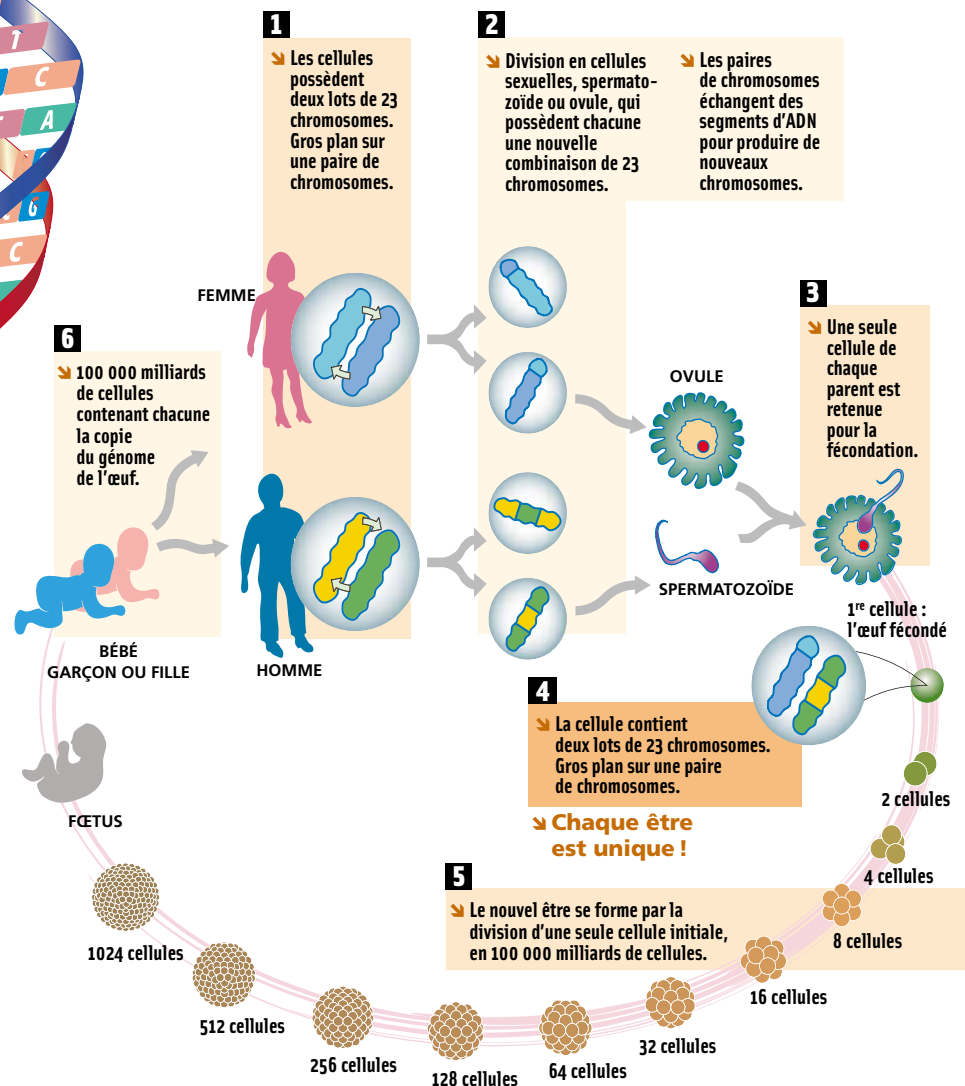 T
C
A
G
C
C
1
Les cellules
possèdent
deux lots de 23
chromosomes.
Gros plan sur
une paire de
chromosomes.
2
Division en cellules
sexuelles, spermato-
zoïde ou ovule, qui
possèdent chacune
une nouvelle
combinaison de 23
chromosomes.
Les paires
de chromosomes
échangent des
segments d'ADN
pour produire de
nouveaux
chromosomes.
FEMME
HOMME
OVULE
SPERMATOZOÏDE
3
Une seule
cellule de
chaque
parent est
retenue
pour la
fécondation.
1re cellule :
l'œuf fécondé
4
La cellule contient
deux lots de 23 chromosomes.
Gros plan sur une paire
de chromosomes.
Chaque être
est unique !
2 cellules
4 cellules
5
Le nouvel être se forme par la
division d'une seule cellule initiale,
en 100 000 milliards de cellules.
8 cellules
16 cellules
32 cellules
64 cellules
128 cellules
256 cellules
512 cellules
1024 cellules
FŒTUS
6
100 000 milliards
de cellules
contenant chacune
la copie
du génome
de l'œuf.
BÉBÉ
GARÇON OU FILLE